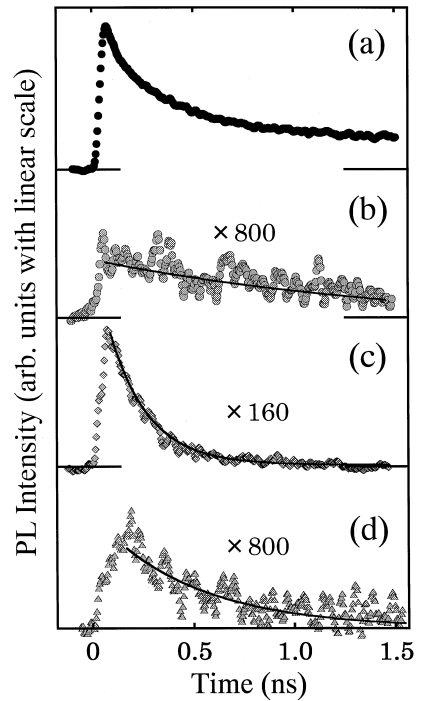 PL Intensity (arb. units with linear scale)
(a)
(b)
× 800
(c)
× 160
(d)
× 800
0 0.5 1.0 1.5
Time (ns)